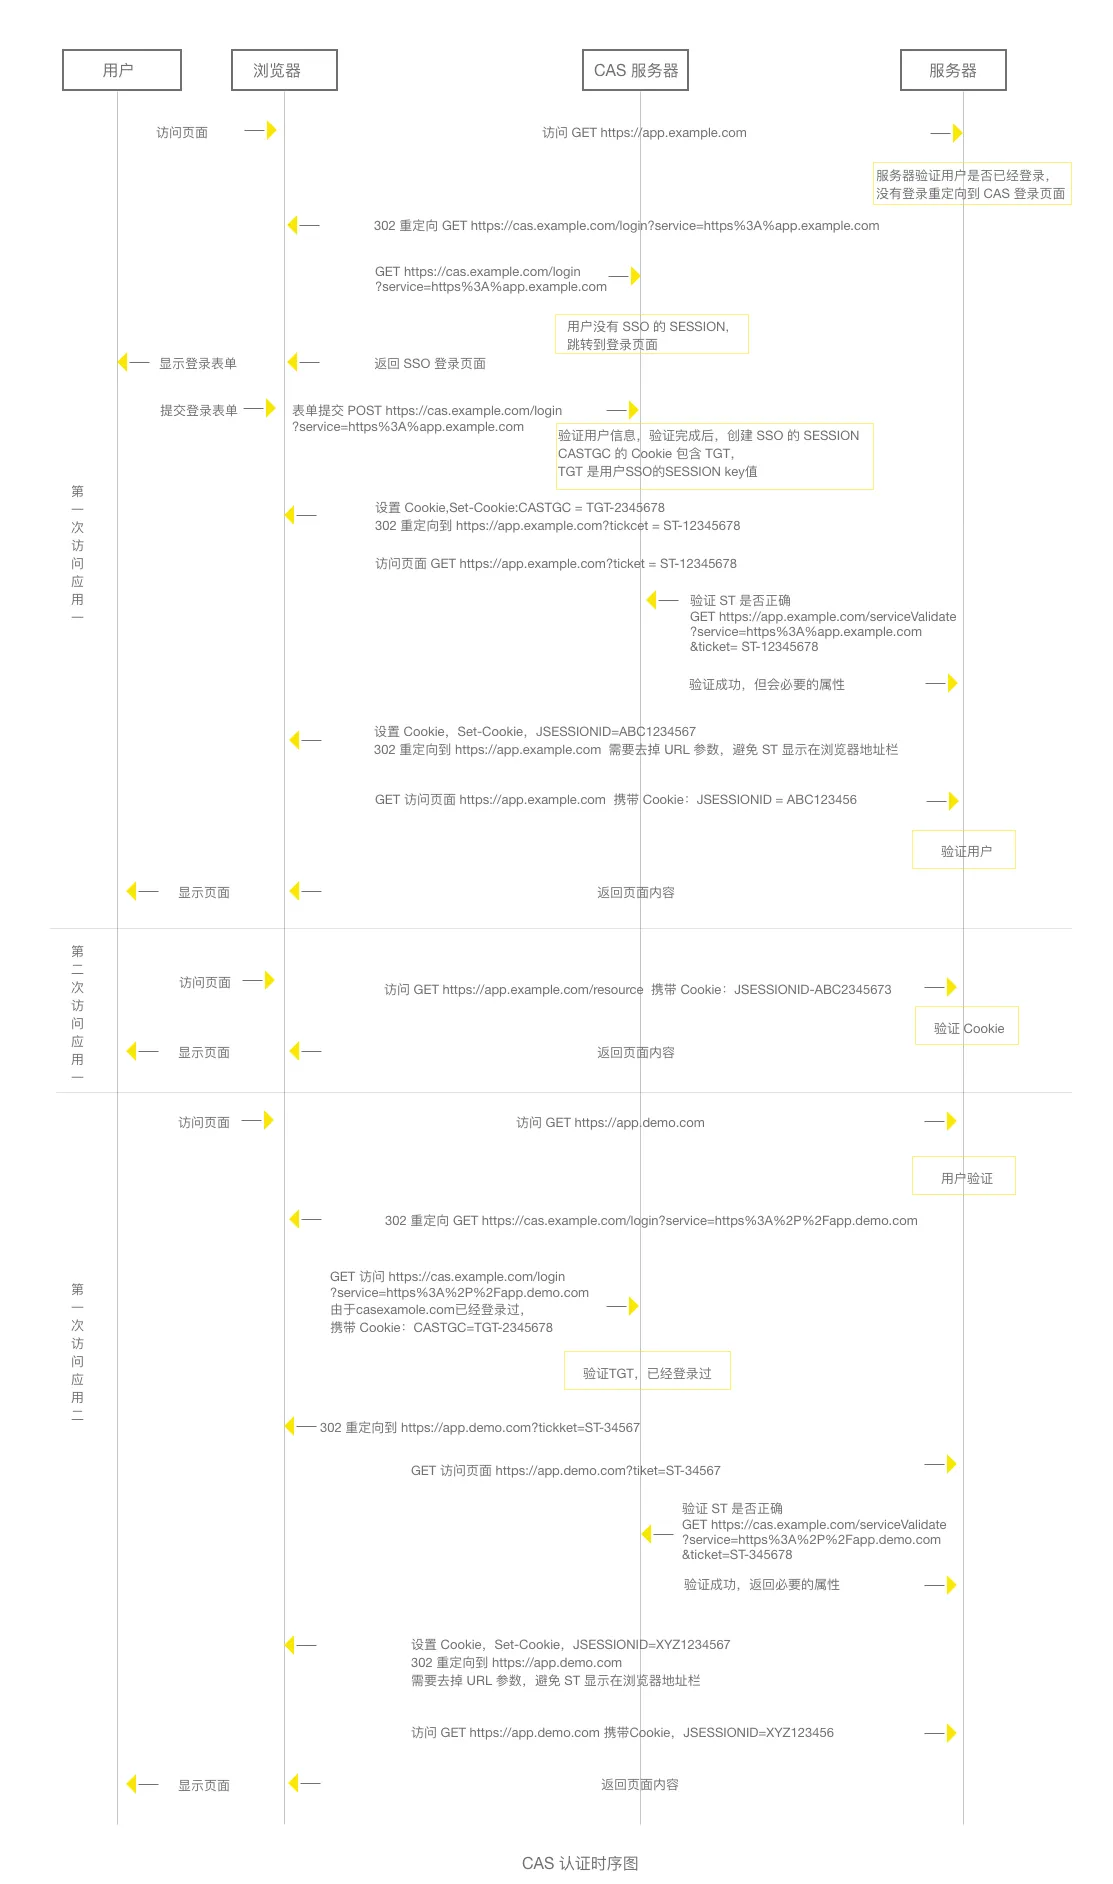 用户
浏览器
CAS 服务器
服务器
访问页面
访问 GET https://app.example.com
服务器验证用户是否已经登录，
没有登录重定向到 CAS 登录页面
302 重定向 GET https://cas.example.com/login?service=https%3A%app.example.com
GET https://cas.example.com/login
?service=https%3A%app.example.com
用户没有 SSO 的 SESSION，
跳转到登录页面
显示登录表单
返回 SSO 登录页面
提交登录表单
表单提交 POST https://cas.example.com/login
?service=https%3A%app.example.com
验证用户信息，验证完成后，创建 SSO 的 SESSION
CASTGC 的 Cookie 包含 TGT，
TGT 是用户SSO的SESSION key值
第一次访问应用一
设置 Cookie,Set-Cookie:CASTGC = TGT-2345678
302 重定向到 https://app.example.com?tickcet = ST-12345678
访问页面 GET https://app.example.com?ticket = ST-12345678
验证 ST 是否正确
GET https://app.example.com/serviceValidate
?service=https%3A%app.example.com
&ticket= ST-12345678
验证成功，但会必要的属性
设置 Cookie，Set-Cookie，JSESSIONID=ABC1234567
302 重定向到 https://app.example.com 需要去掉 URL 参数，避免 ST 显示在浏览器地址栏
GET 访问页面 https://app.example.com 携带 Cookie：JSESSIONID = ABC123456
验证用户
显示页面
返回页面内容
第二次访问应用一
访问页面
访问 GET https://app.example.com/resource 携带 Cookie：JSESSIONID-ABC2345673
验证 Cookie
显示页面
返回页面内容
访问页面
访问 GET https://app.demo.com
用户验证
302 重定向 GET https://cas.example.com/login?service=https%3A%2P%2Fapp.demo.com
第一次访问应用二
GET 访问 https://cas.example.com/login
?service=https%3A%2P%2Fapp.demo.com
由于casexamole.com已经登录过，
携带 Cookie：CASTGC=TGT-2345678
验证TGT，已经登录过
302 重定向到 https://app.demo.com?tickket=ST-34567
GET 访问页面 https://app.demo.com?tiket=ST-34567
验证 ST 是否正确
GET https://cas.example.com/serviceValidate
?service=https%3A%2P%2Fapp.demo.com
&ticket=ST-345678
验证成功，返回必要的属性
设置 Cookie，Set-Cookie，JSESSIONID=XYZ1234567
302 重定向到 https://app.demo.com
需要去掉 URL 参数，避免 ST 显示在浏览器地址栏
访问 GET https://app.demo.com 携带Cookie，JSESSIONID=XYZ123456
显示页面
返回页面内容
CAS 认证时序图